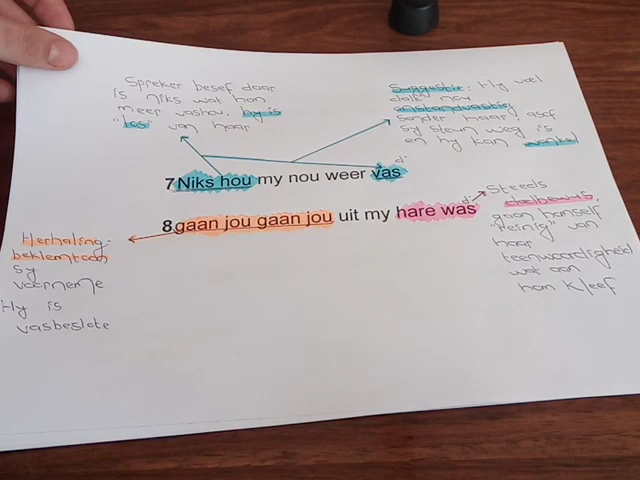 Spreker besef daar
is niks wat hom
meer vashou. hy is
"los" van haar
Suggestie: Hy voel
dalk nou
onstandvastig
sonder haar asof
sy steun weg is
en hy kan wankel
d'
7 Niks hou my nou weer vas
d'
8 gaan jou gaan jou uit my hare was
Steeds
doelbewus,
gaan homself
"reinig" van
haar
teenwoordigheid
wat aan
hom kleef
Herhaling:
beklemtoon
sy
voorneme
Hy is
vasbeslote